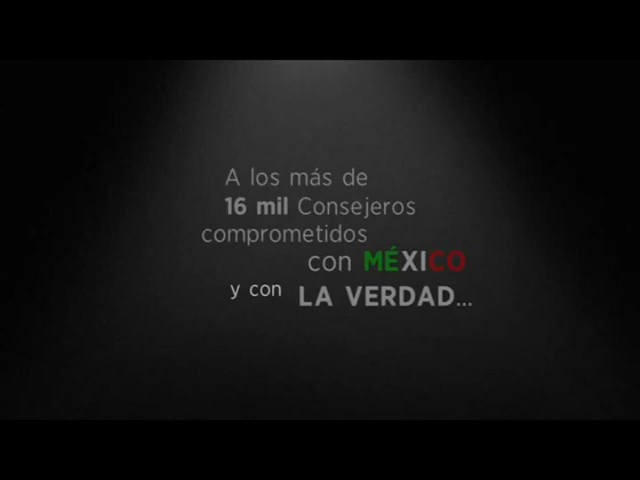 A los más de
16 mil Consejeros
comprometidos
con MÉXICO
y con LA VERDAD...